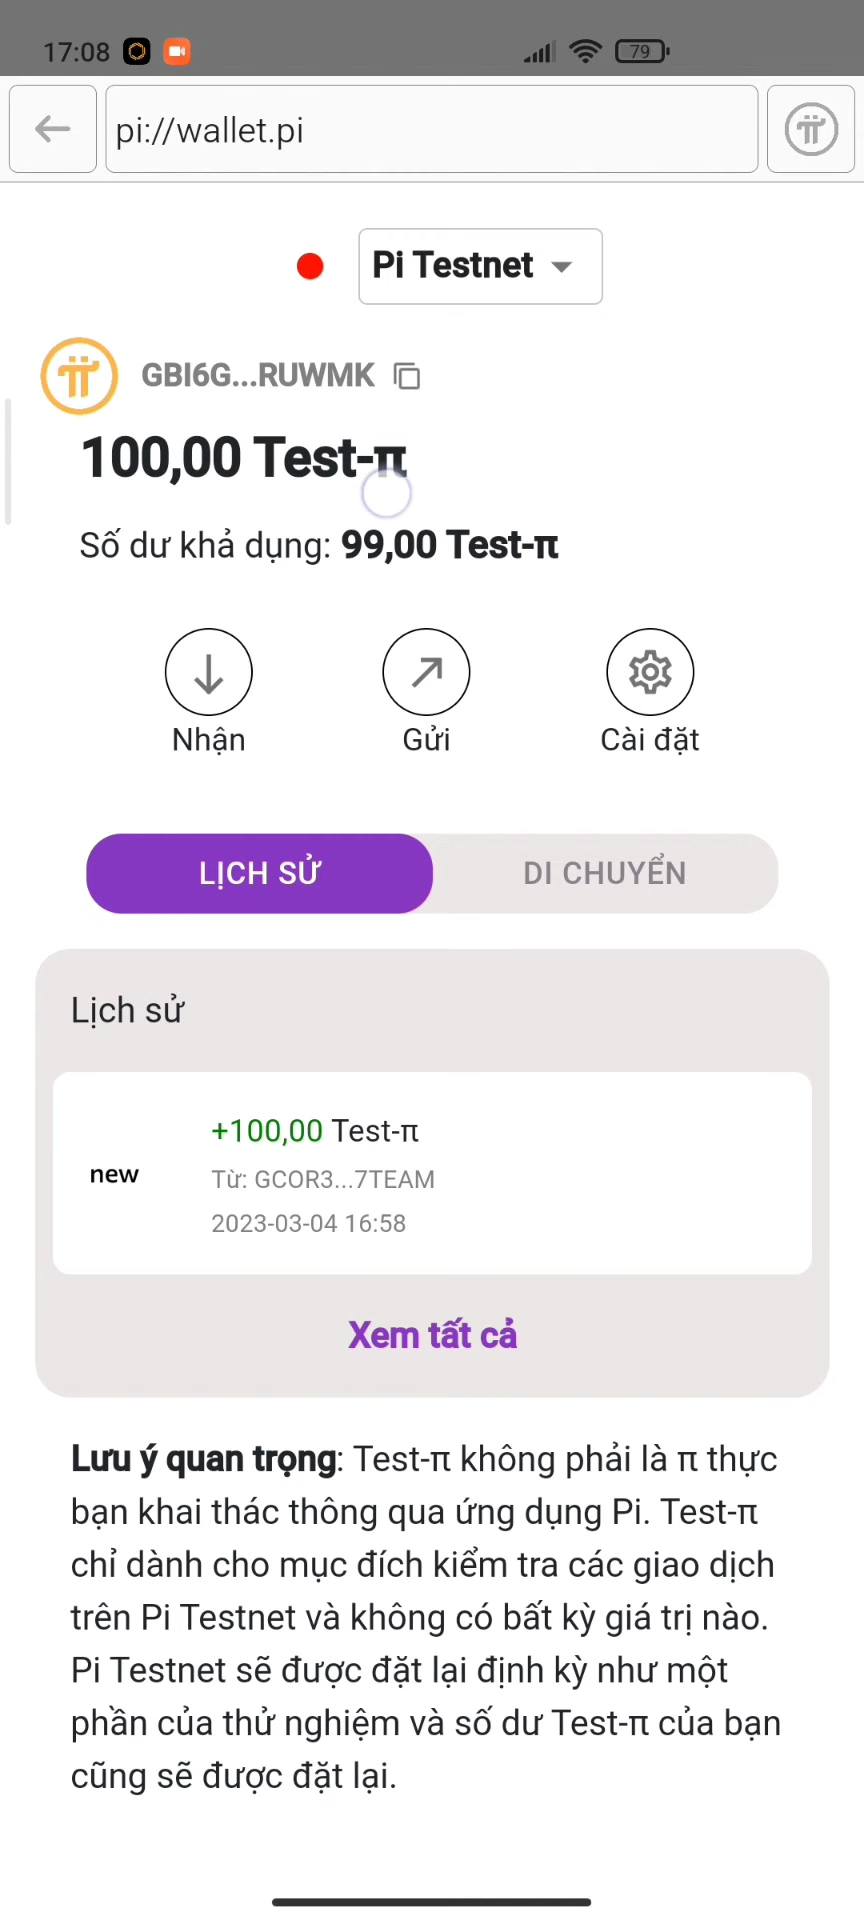 17:08
79
pi://wallet.pi
Pi Testnet
GBI6G...RUWMK
100,00 Test-π
Số dư khả dụng: 99,00 Test-π
Nhận
Gửi
Cài đặt
LỊCH SỬ
DI CHUYỂN
Lịch sử
+100,00 Test-π
new
Từ: GCOR3...7TEAM
2023-03-04 16:58
Xem tất cả
Lưu ý quan trọng: Test-π không phải là π thực
bạn khai thác thông qua ứng dụng Pi. Test-π
chỉ dành cho mục đích kiểm tra các giao dịch
trên Pi Testnet và không có bất kỳ giá trị nào.
Pi Testnet sẽ được đặt lại định kỳ như một
phần của thử nghiệm và số dư Test-π của bạn
cũng sẽ được đặt lại.